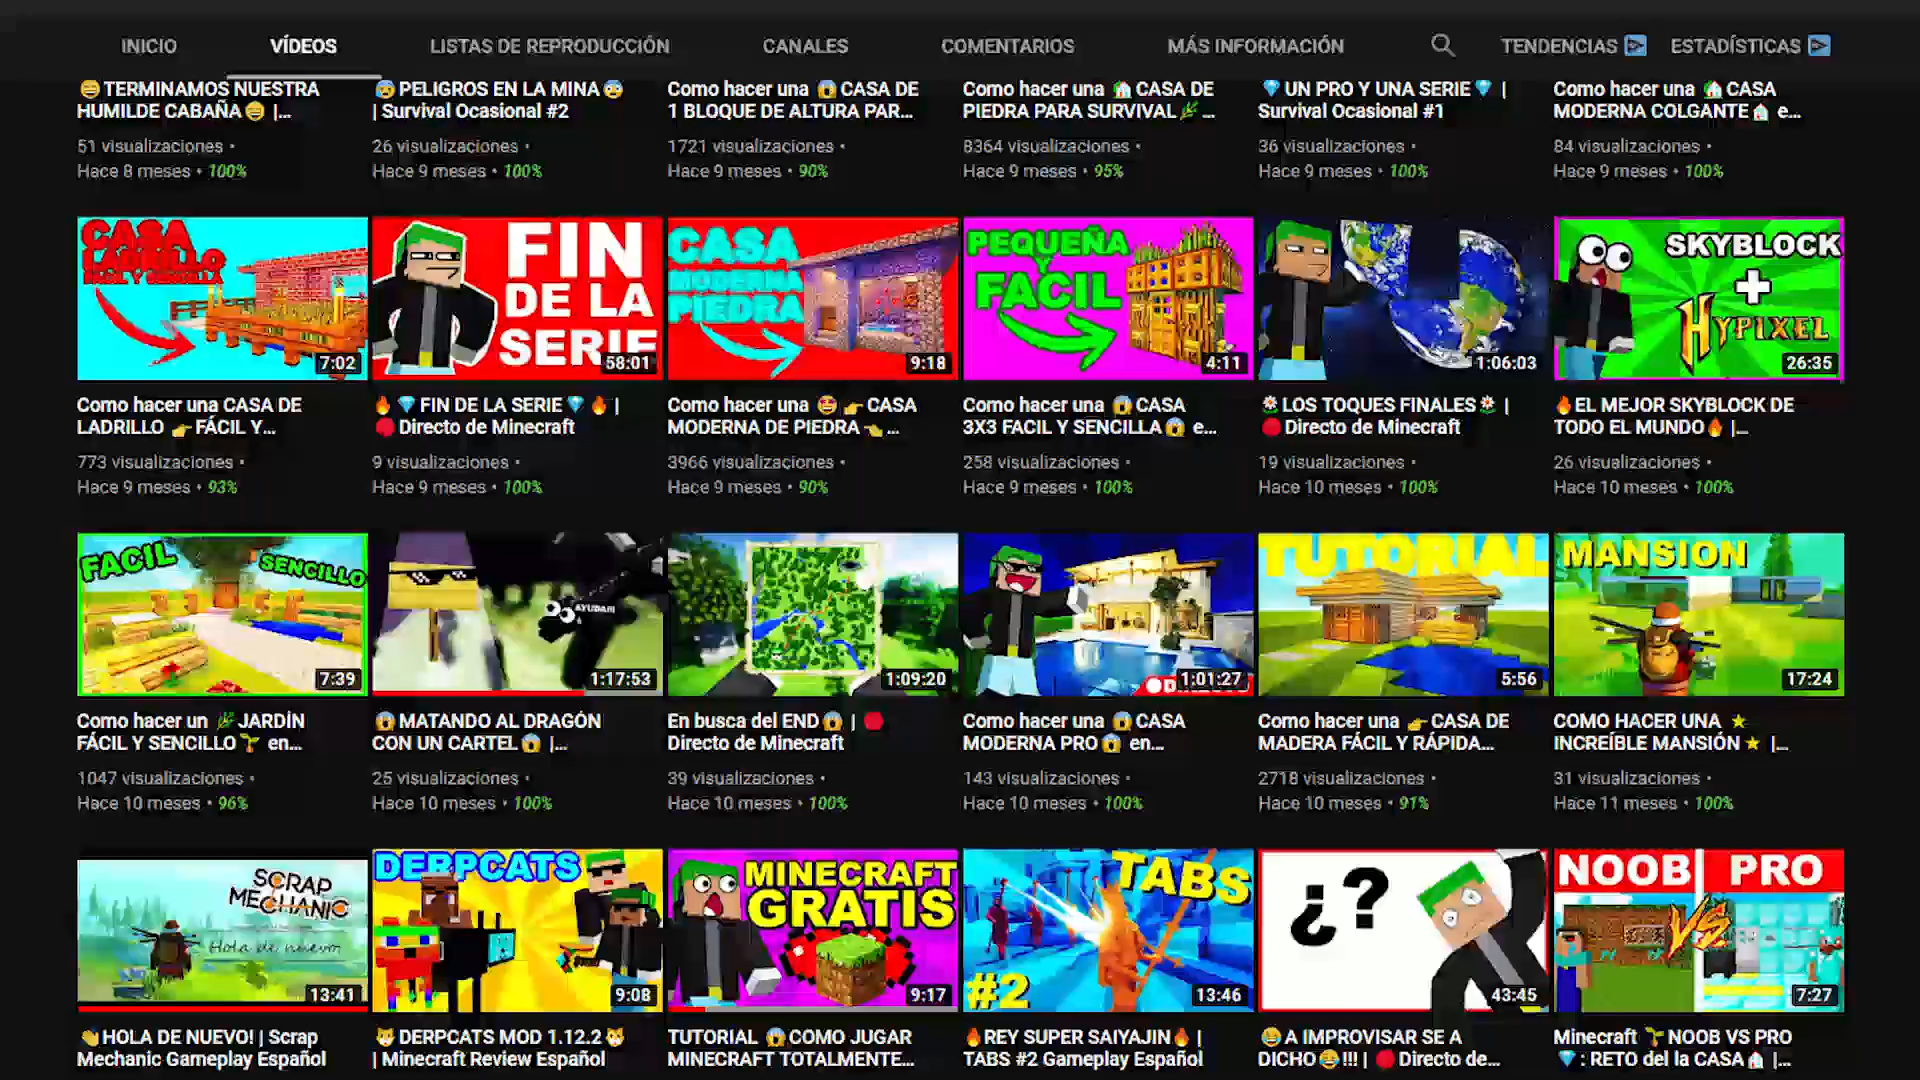 INICIO VÍDEOS LISTAS DE REPRODUCCIÓN CANALES COMENTARIOS MÁS INFORMACIÓN TENDENCIAS ESTADÍSTICAS
😄TERMINAMOS NUESTRA
HUMILDE CABAÑA😄 |...
51 visualizaciones •
Hace 8 meses • 100%
😰PELIGROS EN LA MINA😨
| Survival Ocasional #2
26 visualizaciones •
Hace 9 meses • 100%
Como hacer una 😱CASA DE
1 BLOQUE DE ALTURA PAR...
1721 visualizaciones •
Hace 9 meses • 90%
Como hacer una 🏠CASA DE
PIEDRA PARA SURVIVAL🌿...
8364 visualizaciones •
Hace 9 meses • 95%
💎UN PRO Y UNA SERIE💎 |
Survival Ocasional #1
36 visualizaciones •
Hace 9 meses • 100%
Como hacer una 🏠CASA
MODERNA COLGANTE🏠 e...
84 visualizaciones •
Hace 9 meses • 100%
CASA
LADRILLO
7:02
Como hacer una CASA DE
LADRILLO 👉FÁCIL Y...
773 visualizaciones •
Hace 9 meses • 93%
FIN
DE LA
SERIE
58:01
🔥💎FIN DE LA SERIE💎🔥 |
🔴Directo de Minecraft
9 visualizaciones •
Hace 9 meses • 100%
CASA
MODERNA
PIEDRA
9:18
Como hacer una 🤩👉CASA
MODERNA DE PIEDRA👈...
3966 visualizaciones •
Hace 9 meses • 90%
PEQUEÑA
Y
FACIL
4:11
Como hacer una 😱CASA
3X3 FACIL Y SENCILLA😱 e...
258 visualizaciones •
Hace 9 meses • 100%
1:06:03
🌼LOS TOQUES FINALES🌼 |
🔴Directo de Minecraft
19 visualizaciones •
Hace 10 meses • 100%
SKYBLOCK
+
HYPIXEL
26:35
🔥EL MEJOR SKYBLOCK DE
TODO EL MUNDO🔥 |...
26 visualizaciones •
Hace 10 meses • 100%
FACIL SENCILLO
7:39
Como hacer un 🌿JARDÍN
FÁCIL Y SENCILLO🌱 en...
1047 visualizaciones •
Hace 10 meses • 96%
AYUDA!!!
1:17:53
😱MATANDO AL DRAGÓN
CON UN CARTEL😱 |...
25 visualizaciones •
Hace 10 meses • 100%
1:09:20
En busca del END😱 | 🔴
Directo de Minecraft
39 visualizaciones •
Hace 10 meses • 100%
1:01:27
Como hacer una 😱CASA
MODERNA PRO😱 en...
143 visualizaciones •
Hace 10 meses • 100%
TUTORIAL
5:56
Como hacer una 👉CASA DE
MADERA FÁCIL Y RÁPIDA...
2718 visualizaciones •
Hace 10 meses • 91%
MANSION
17:24
COMO HACER UNA ⭐
INCREÍBLE MANSIÓN⭐ |...
31 visualizaciones •
Hace 11 meses • 100%
SCRAP
MECHANIC
Hola de nuevo
13:41
👋HOLA DE NUEVO! | Scrap
Mechanic Gameplay Español
DERPCATS
9:08
🐱DERPCATS MOD 1.12.2🐱
| Minecraft Review Español
MINECRAFT
GRATIS
9:17
TUTORIAL 😱COMO JUGAR
MINECRAFT TOTALMENTE...
TABS
#2
13:46
🔥REY SUPER SAIYAJIN🔥 |
TABS #2 Gameplay Español
¿?
43:45
😂A IMPROVISAR SE A
DICHO😂!!! | 🔴Directo de...
NOOB PRO
VS
7:27
Minecraft 🌱NOOB VS PRO
💎: RETO del la CASA🏠 |...